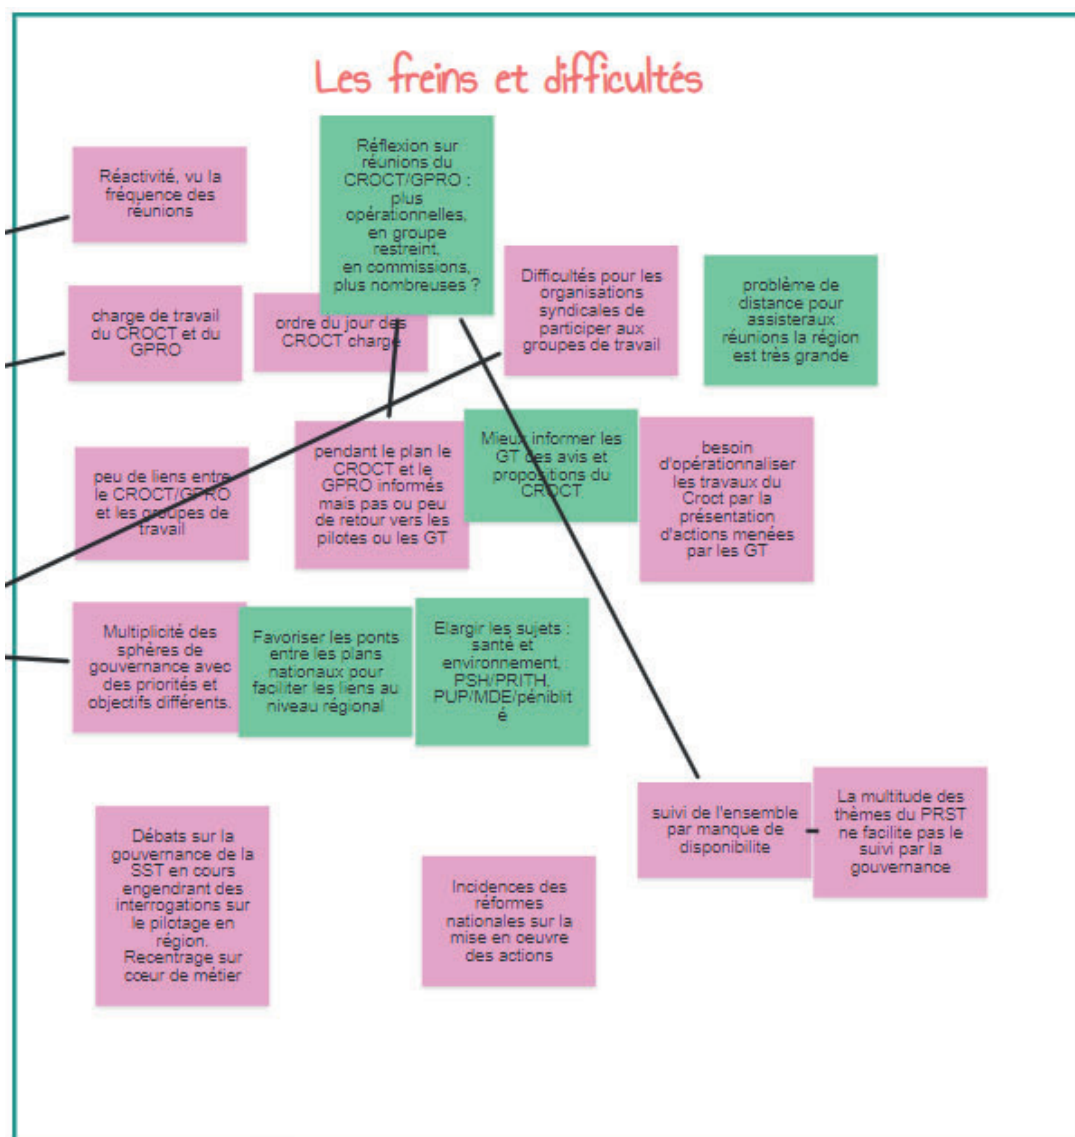 Les freins et difficultés
Réactivité, vu la
fréquence des
réunions
Réflexion sur
réunions du
CROCT/GPRO :
plus
opérationnelles,
en groupe
restreint,
en commissions,
plus nombreuses ?
charge de travail
du CROCT et du
GPRO
ordre du jour des
CROCT chargé
Difficultés pour les
organisations
syndicales de
participer aux
groupes de travail
problème de
distance pour
assisteraux
réunions la région
est très grande
peu de liens entre
le CROCT/GPRO
et les groupes de
travail
pendant le plan le
CROCT et le
GPRO informés
mais pas ou peu
de retour vers les
pilotes ou les GT
Mieux informer les
GT des avis et
propositions du
CROCT
besoin
d'opérationnaliser
les travaux du
Croct par la
présentation
d'actions menées
par les GT
Multiplicité des
sphères de
gouvernance avec
des priorités et
objectifs différents.
Favoriser les ponts
entre les plans
nationaux pour
faciliter les liens au
niveau régional
Elargir les sujets :
santé et
environnement,
PSH/PRITH,
PUP/MDE/péniblit
é
suivi de l'ensemble
par manque de
disponibilite
La multitude des
thèmes du PRST
ne facilite pas le
suivi par la
gouvernance
Débats sur la
gouvernance de la
SST en cours
engendrant des
interrogations sur
le pilotage en
région.
Recentrage sur
cœur de métier
Incidences des
réformes
nationales sur la
mise en oeuvre
des actions